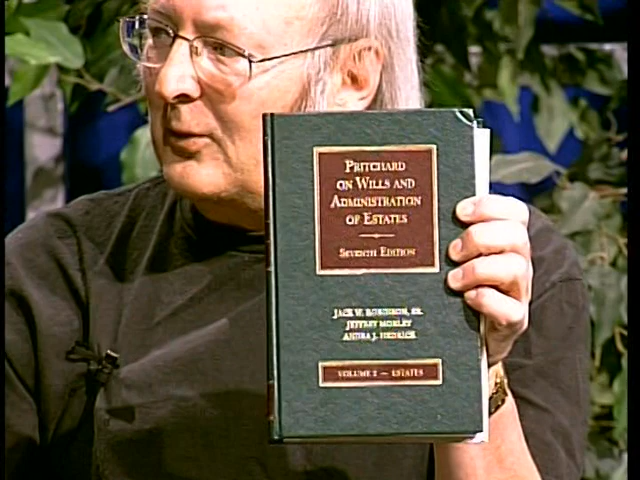 PRITCHARD
ON WILLS AND
ADMINISTRATION
OF ESTATES
SEVENTH EDITION
JACK W. ROBINSON, SR.
JEFFREY MOBLEY
ANDRA J. HEDRICK
VOLUME 2 — ESTATES